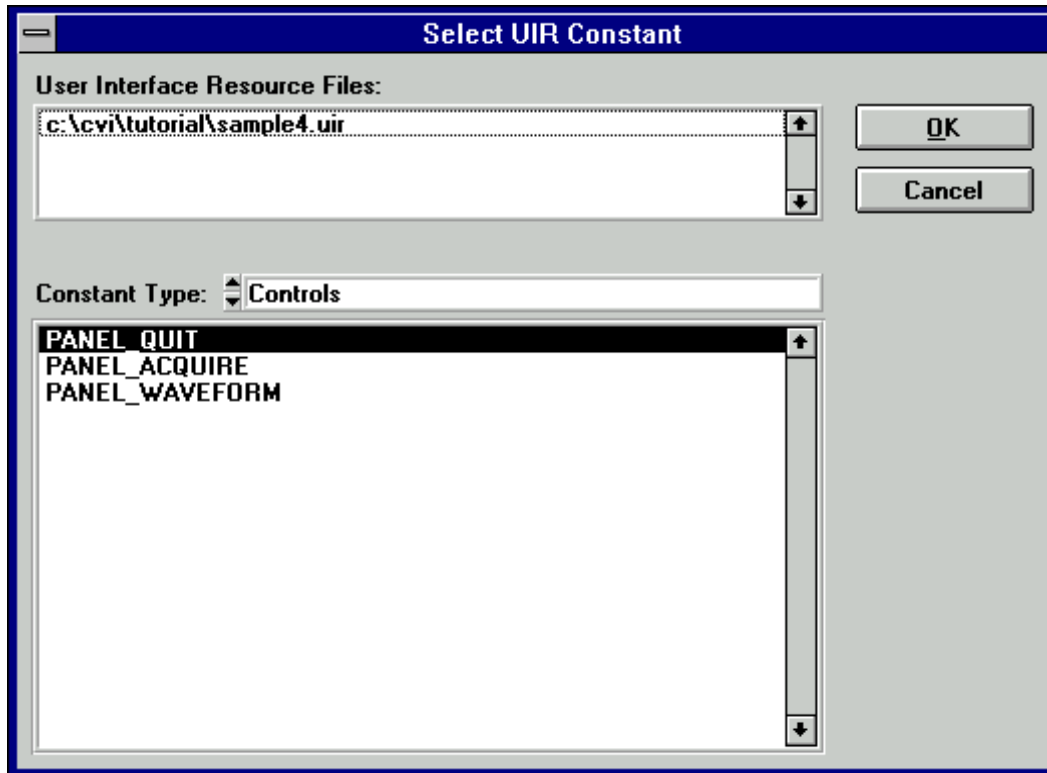 Select UIR Constant
User Interface Resource Files:
c:\cvi\tutorial\sample4.uir
OK
Cancel
Constant Type: Controls
PANEL_QUIT
PANEL_ACQUIRE
PANEL_WAVEFORM